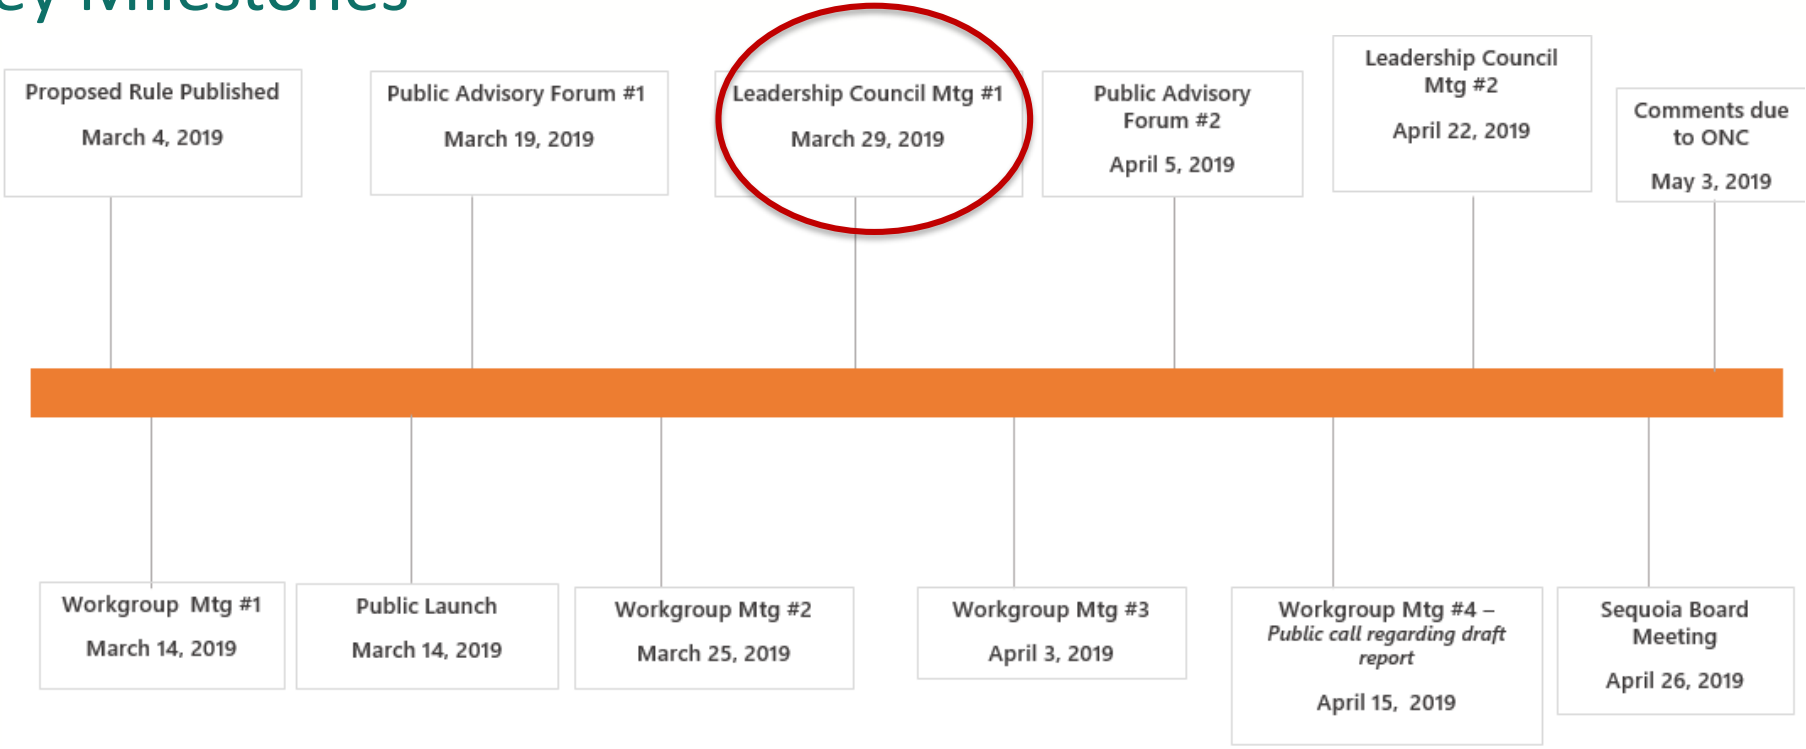 ey Milestones
Proposed Rule Published
March 4, 2019
Public Advisory Forum #1
March 19, 2019
Leadership Council Mtg #1
March 29, 2019
Public Advisory
Forum #2
April 5, 2019
Leadership Council
Mtg #2
April 22, 2019
Comments due
to ONC
May 3, 2019
Workgroup Mtg #1
March 14, 2019
Public Launch
March 14, 2019
Workgroup Mtg #2
March 25, 2019
Workgroup Mtg #3
April 3, 2019
Workgroup Mtg #4 –
Public call regarding draft
report
April 15, 2019
Sequoia Board
Meeting
April 26, 2019